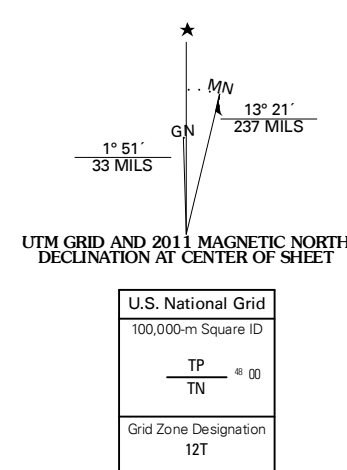 ★
MN
GN
13° 21´
237 MILS
1° 51´
33 MILS
UTM GRID AND 2011 MAGNETIC NORTH
DECLINATION AT CENTER OF SHEET
U.S. National Grid
100,000-m Square ID
TP
48 00
TN
Grid Zone Designation
12T